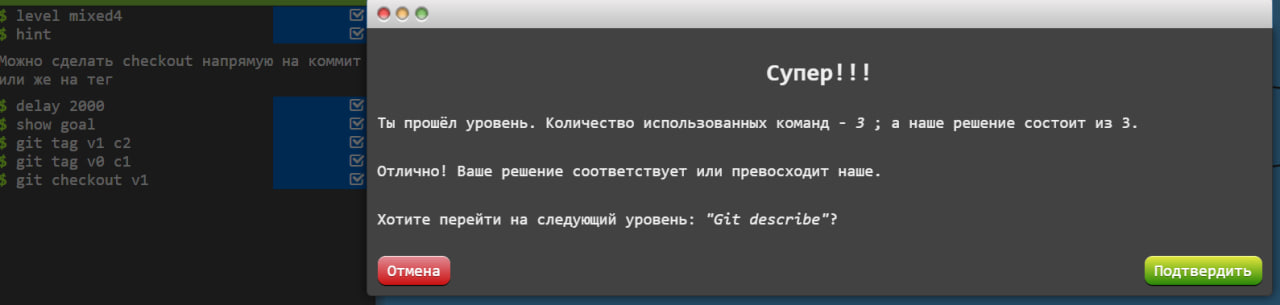 $ level mixed4
$ hint
Можно сделать checkout напрямую на коммит
или же на тег
$ delay 2000
$ show goal
$ git tag v1 c2
$ git tag v0 c1
$ git checkout v1
Супер!!!
Ты прошёл уровень. Количество использованных команд - 3 ; а наше решение состоит из 3.
Отлично! Ваше решение соответствует или превосходит наше.
Хотите перейти на следующий уровень: "Git describe"?
Отмена
Подтвердить